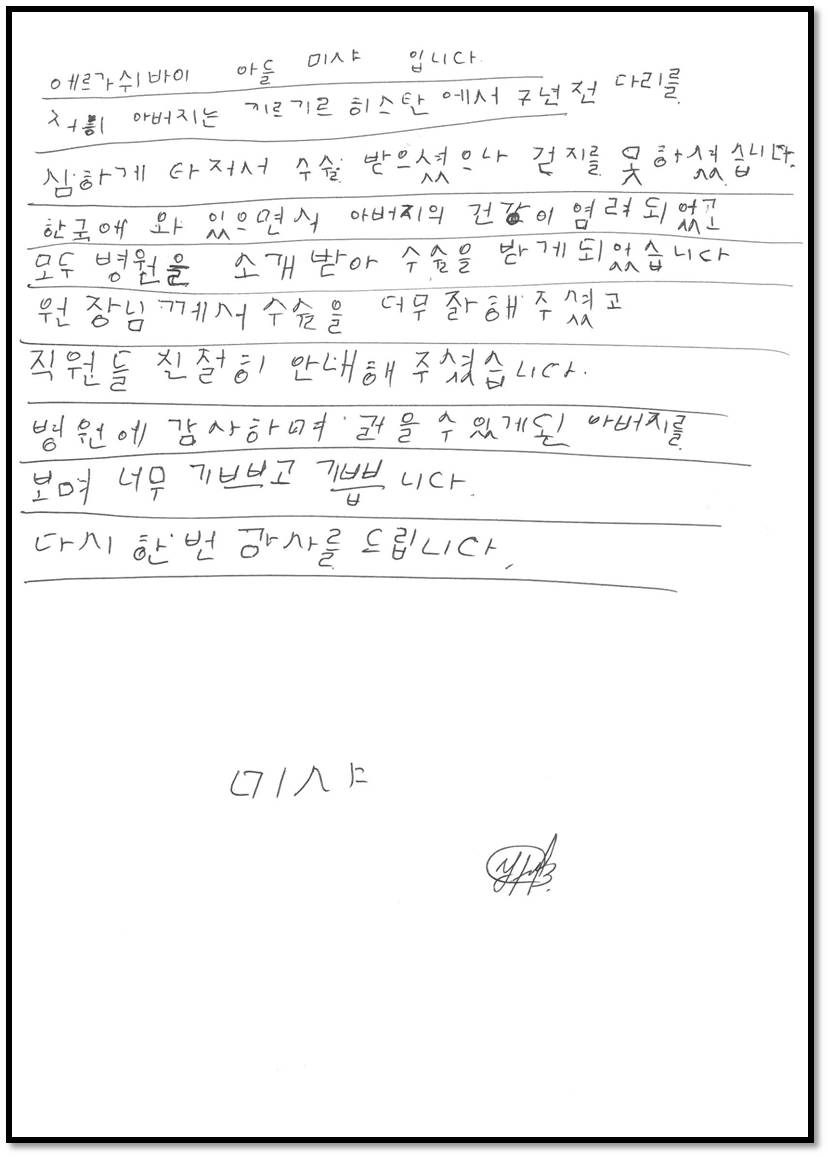 에르가쉬바이 아들 미샤 입니다.
저희 아버지는 키르기르 히스탄 에서 7년전 다리를
심하게 다저서 수술 받으셨으나 걷지를 못 하셨습니다.
한국에 와 있으면서 아버지의 건강이 염려되었고
모두 병원을 소개 받아 수술을 받게 되었습니다
원장님께서 수술을 너무 잘해 주셨고
직원들 친절히 안내해 주셨습니다.
병원에 감사하며 걸을 수 있게된 아버지를
보며 너무 기쁘고 기쁩니다.
다시 한번 감사를 드립니다.
미샤